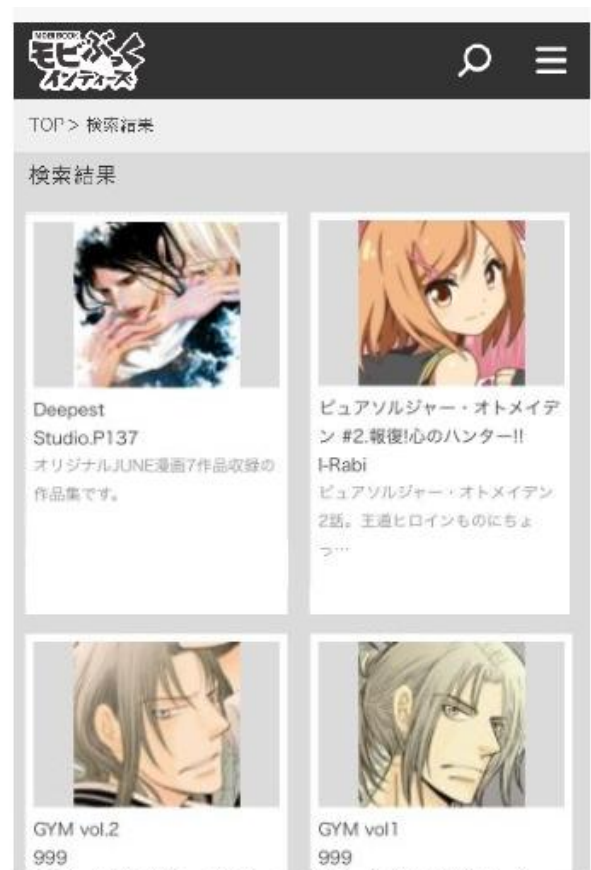 MOBI BOOK
モビぶっく
インディーズ
TOP > 検索結果
検索結果
Deepest
Studio.P137
オリジナルJUNE漫画7作品収録の
作品集です。
ピュアソルジャー・オトメイデ
ン #2.報復!心のハンター!!
I-Rabi
ピュアソルジャー・オトメイデン
2話。王道ヒロインものにちょ
っ…
GYM vol.2
999
GYM vol1
999